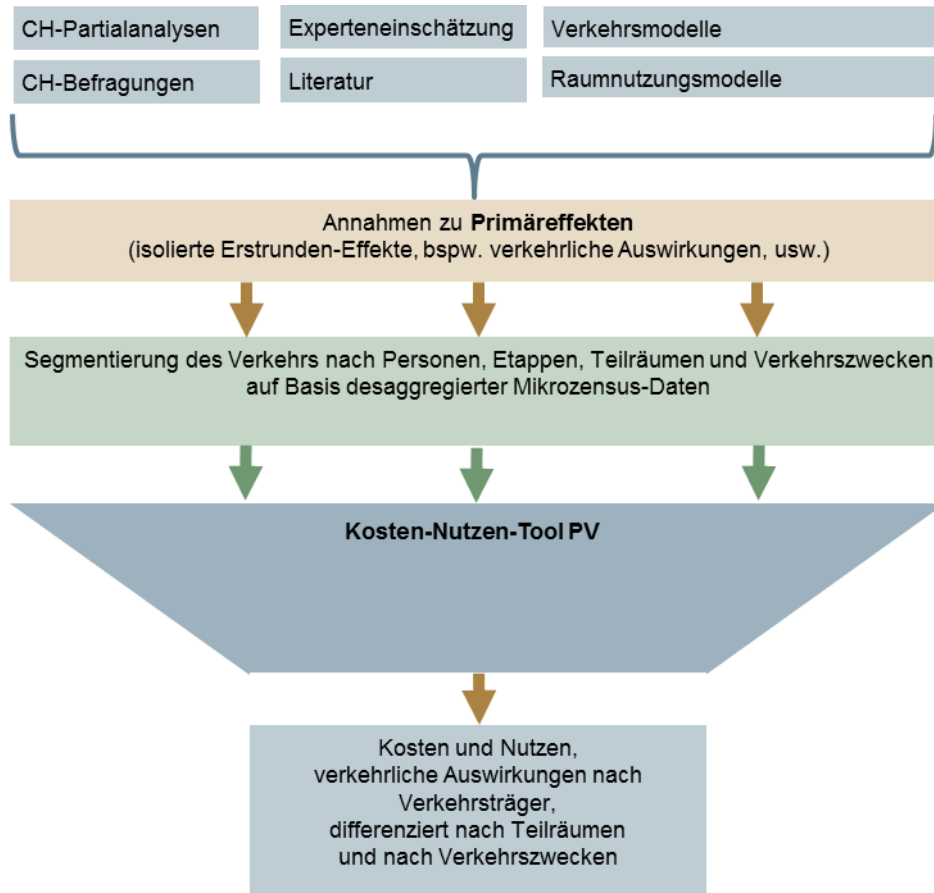 CH-Partialanalysen
Experteneinschätzung
Verkehrsmodelle
CH-Befragungen
Literatur
Raumnutzungsmodelle
Annahmen zu Primäreffekten
(isolierte Erstrunden-Effekte, bspw. verkehrliche Auswirkungen, usw.)
Segmentierung des Verkehrs nach Personen, Etappen, Teilräumen und Verkehrszwecken
auf Basis desaggregierter Mikrozensus-Daten
Kosten-Nutzen-Tool PV
Kosten und Nutzen,
verkehrliche Auswirkungen nach
Verkehrsträger,
differenziert nach Teilräumen
und nach Verkehrszwecken